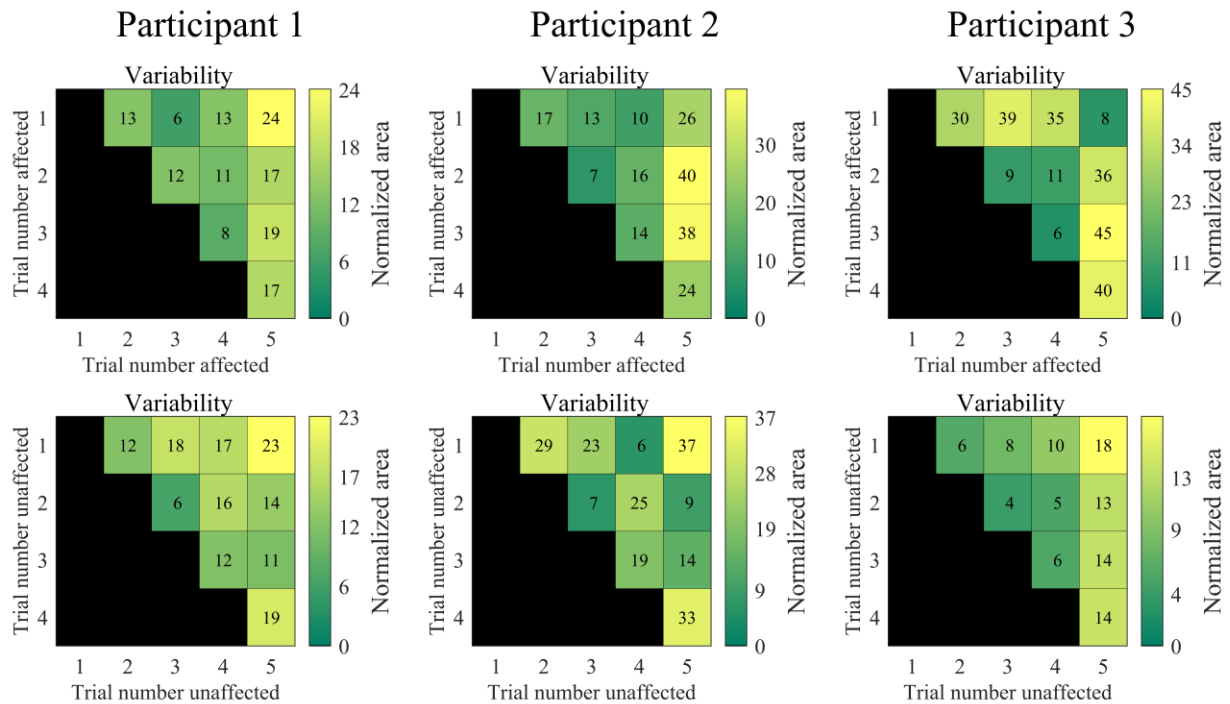 Participant 1
Participant 2
Participant 3
Variability
24
18
12
6
0
Normalized area
Trial number affected
1 13 6 13 24
2 12 11 17
3 8 19
4 17
1 2 3 4 5
Trial number affected
Variability
30
20
10
0
Normalized area
Trial number affected
1 17 13 10 26
2 7 16 40
3 14 38
4 24
1 2 3 4 5
Trial number affected
Variability
45
34
23
11
0
Normalized area
Trial number affected
1 30 39 35 8
2 9 11 36
3 6 45
4 40
1 2 3 4 5
Trial number affected
Variability
23
17
12
6
0
Normalized area
Trial number unaffected
1 12 18 17 23
2 6 16 14
3 12 11
4 19
1 2 3 4 5
Trial number unaffected
Variability
37
28
19
9
0
Normalized area
Trial number unaffected
1 29 23 6 37
2 7 25 9
3 19 14
4 33
1 2 3 4 5
Trial number unaffected
Variability
13
9
4
0
Normalized area
Trial number unaffected
1 6 8 10 18
2 4 5 13
3 6 14
4 14
1 2 3 4 5
Trial number unaffected